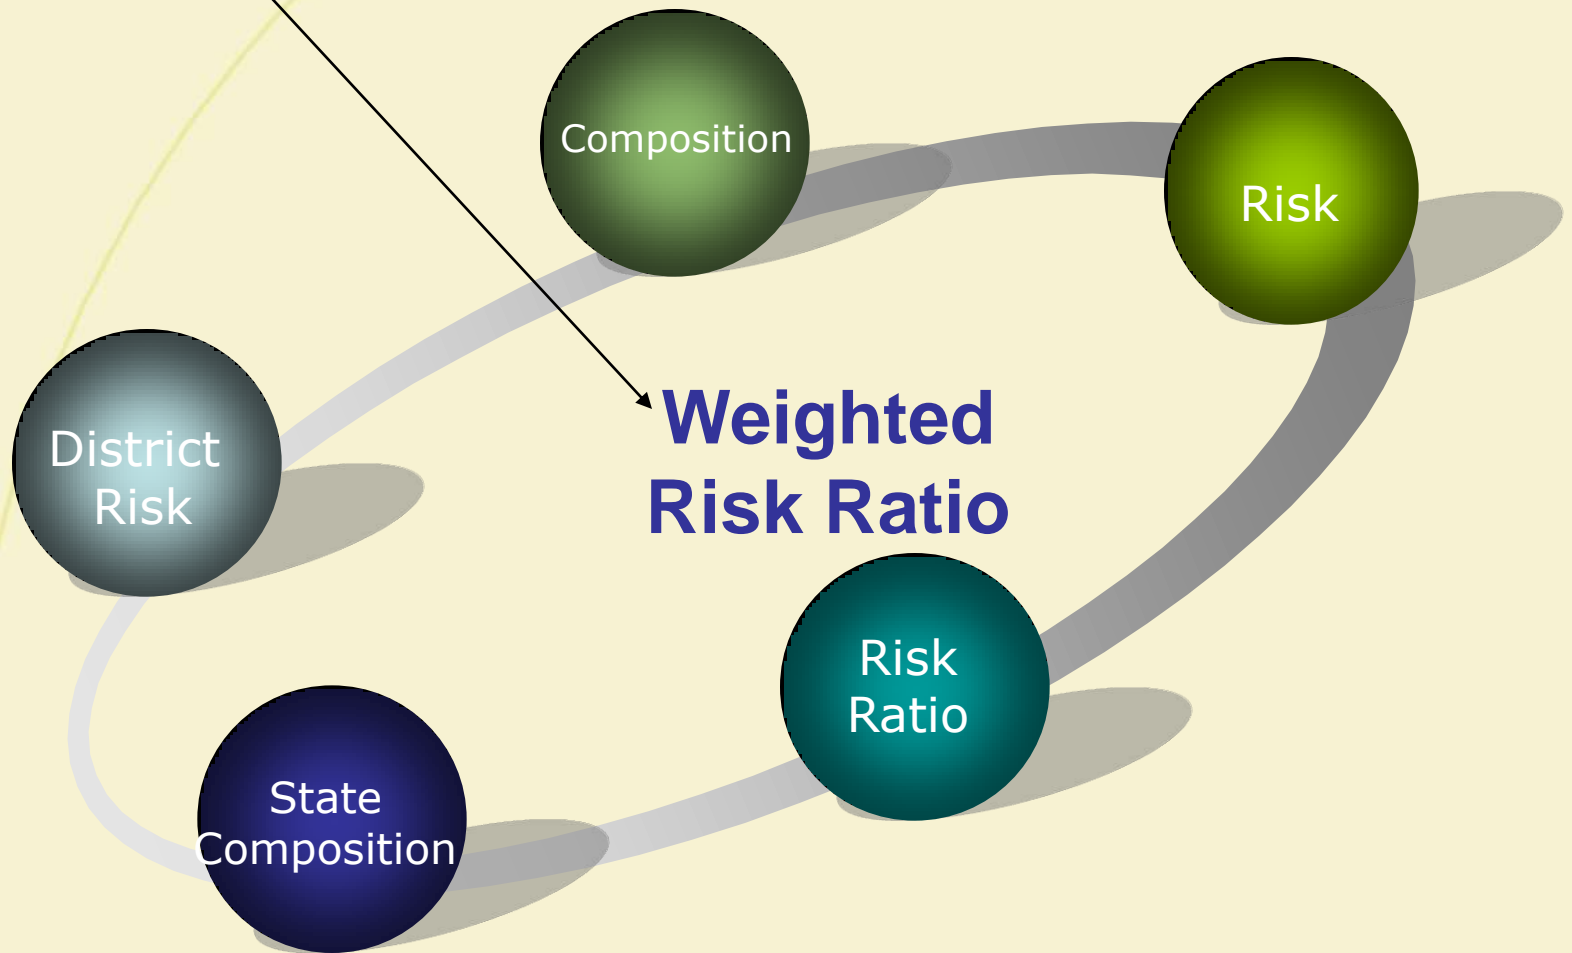 Composition
Risk
Weighted
Risk Ratio
District
Risk
Risk
Ratio
State
Composition